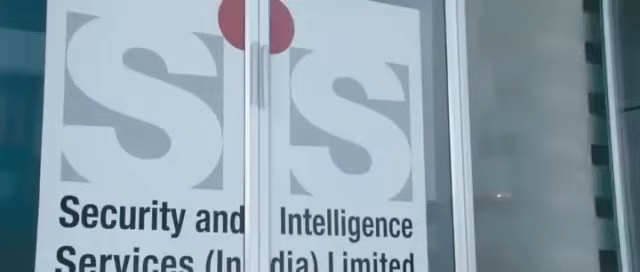 SIS
Security and Intelligence
Services (India) Limited